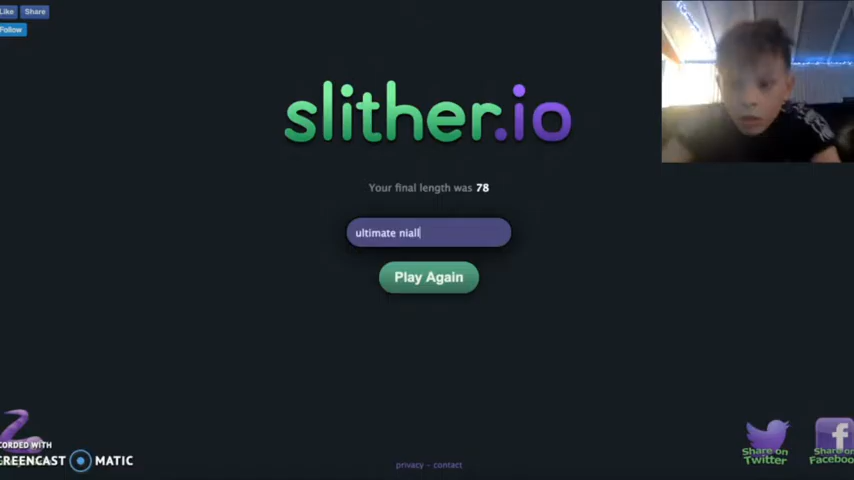 Like Share
Follow
slither.io
Your final length was 78
ultimate niall
Play Again
CORDED WITH
CREENCAST MATIC
privacy - contact
Share on
Twitter
Share on
Faceboo